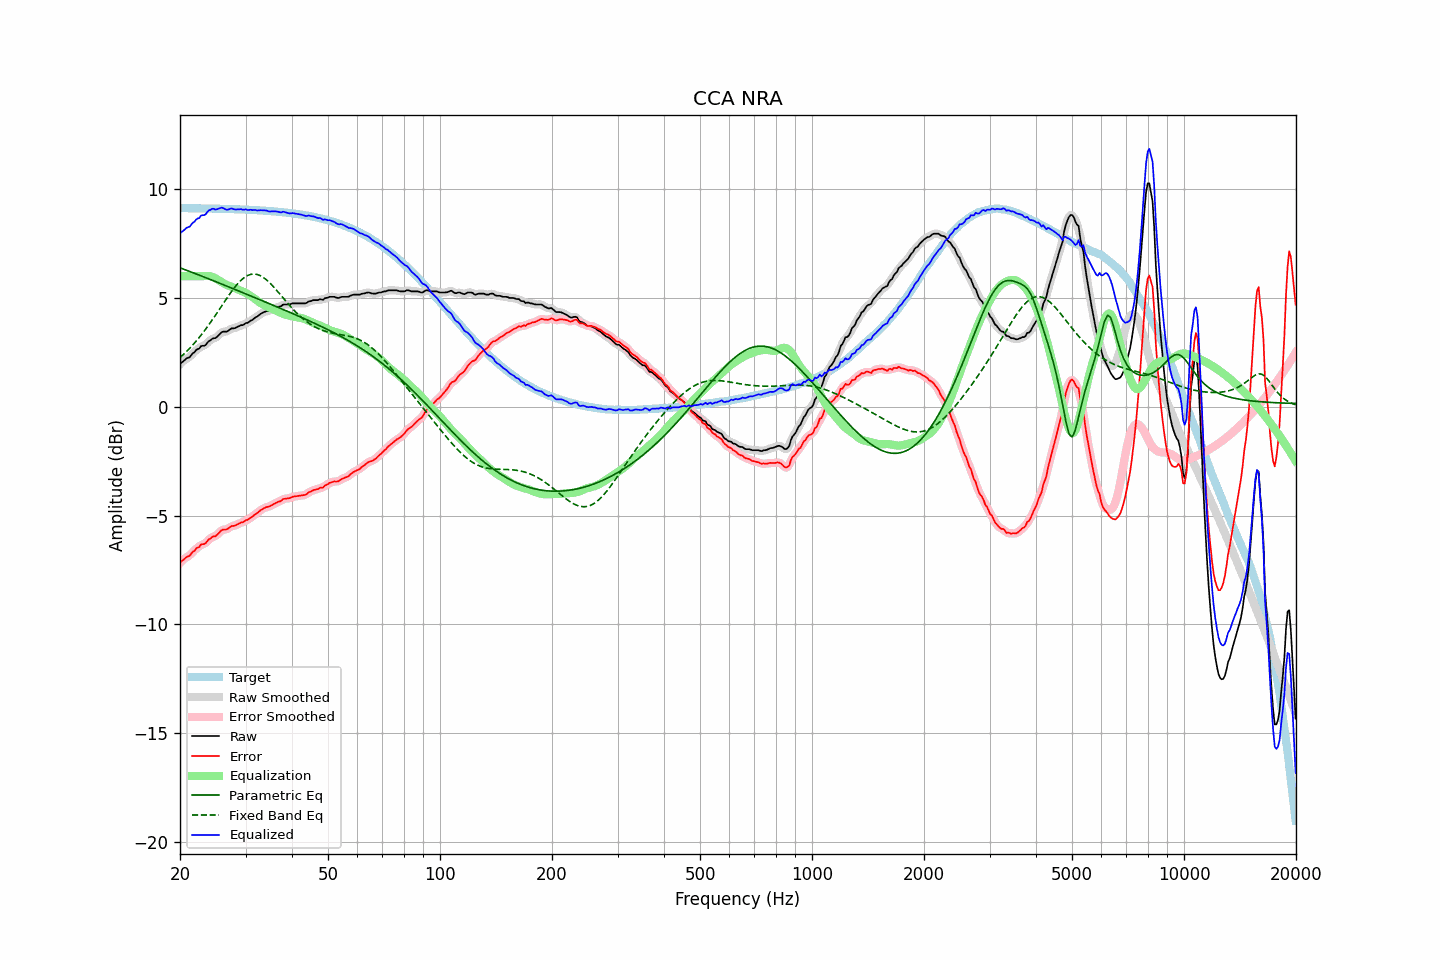 CCA NRA
Amplitude (dBr)
10
5
0
−5
−10
−15
−20
Target
Raw Smoothed
Error Smoothed
Raw
Error
Equalization
Parametric Eq
Fixed Band Eq
Equalized
20 50 100 200 500 1000 2000 5000 10000 20000
Frequency (Hz)